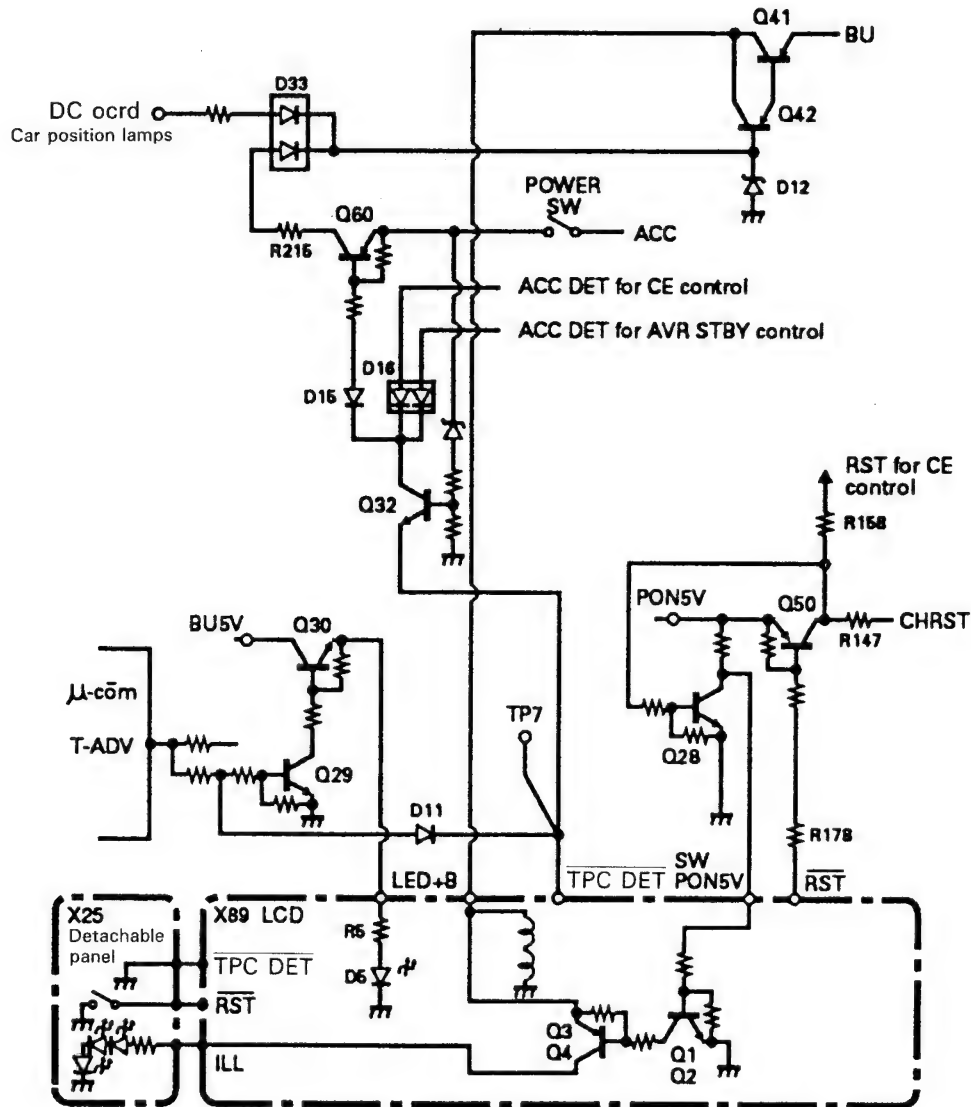 Q41
BU
D33
DC ocrd
Car position lamps
Q42
D12
POWER
SW
Q60
R215
ACC
ACC DET for CE control
ACC DET for AVR STBY control
D16
D15
RST for CE
control
Q32
R158
PON5V
Q50
BU5V
Q30
R147
CHRST
μ-com
TP7
T-ADV
Q29
Q28
D11
R178
LED+B
TPC DET
SW
PON5V
RST
X25
Detachable
panel
X89 LCD
R5
TPC DET
D5
RST
Q3
Q4
Q1
Q2
ILL